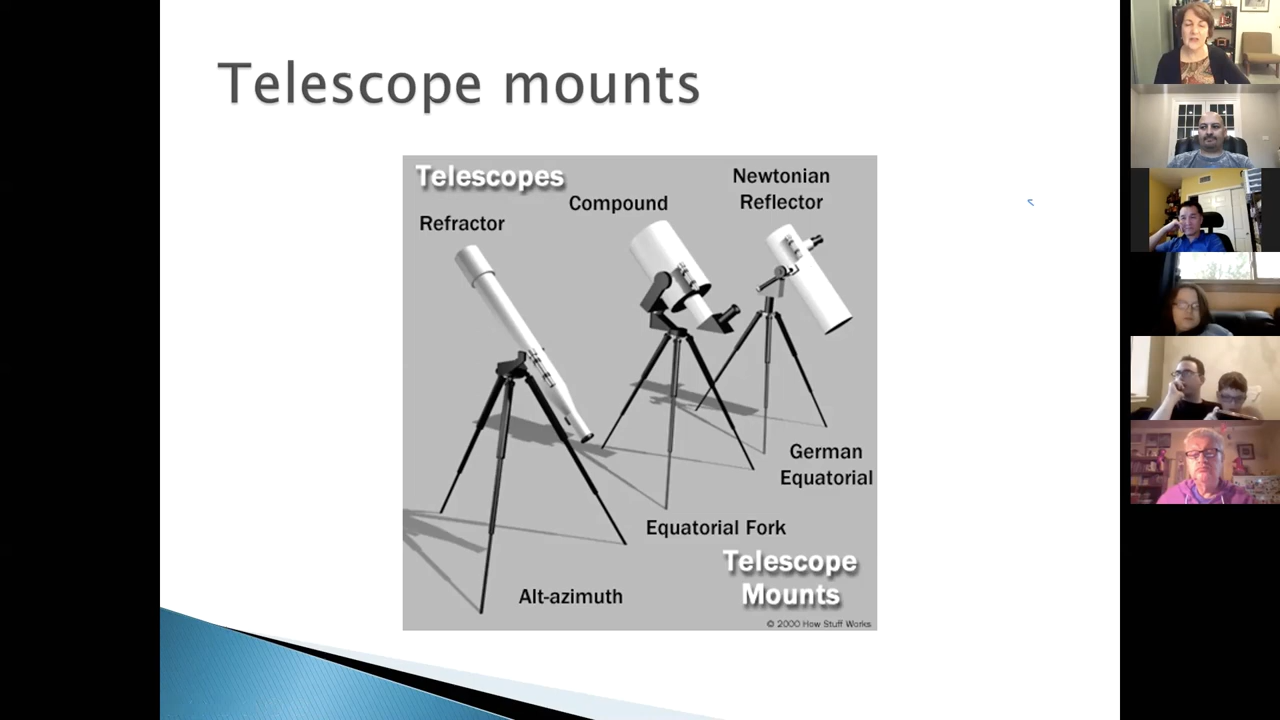 Telescope mounts
Telescopes
Refractor
Compound
Newtonian
Reflector
German
Equatorial
Equatorial Fork
Alt-azimuth
Telescope
Mounts
© 2000 How Stuff Works